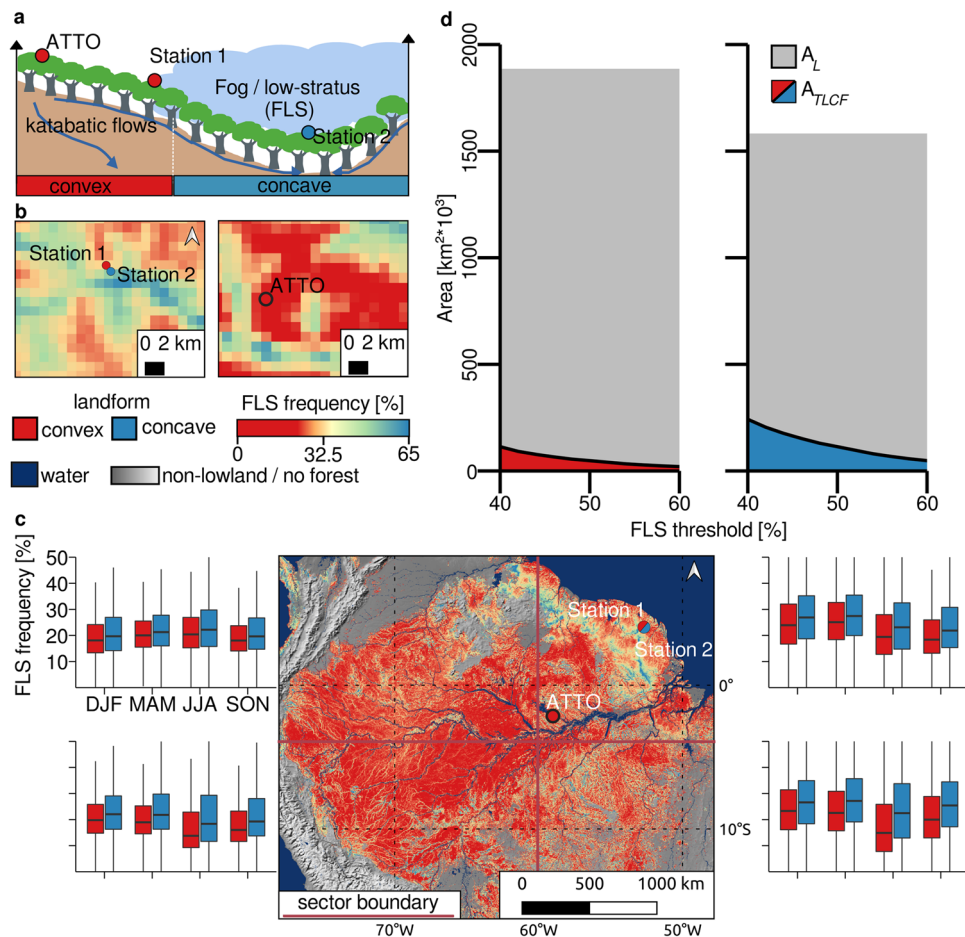 a
ATTO
Station 1
Fog / low-stratus
(FLS)
Station 2
katabatic flows
convex
concave
b
Station 1
Station 2
0 2 km
ATTO
0 2 km
landform
convex
concave
water
non-lowland / no forest
FLS frequency [%]
0
32.5
65
d
A_L
A_TLCF
Area [km²*10³]
2000
1500
1000
500
0
40
50
60
40
50
60
FLS threshold [%]
c
FLS frequency [%]
50
40
30
20
10
DJF MAM JJA SON
Station 1
Station 2
ATTO
0°
10°S
sector boundary
0 500 1000 km
70°W
60°W
50°W